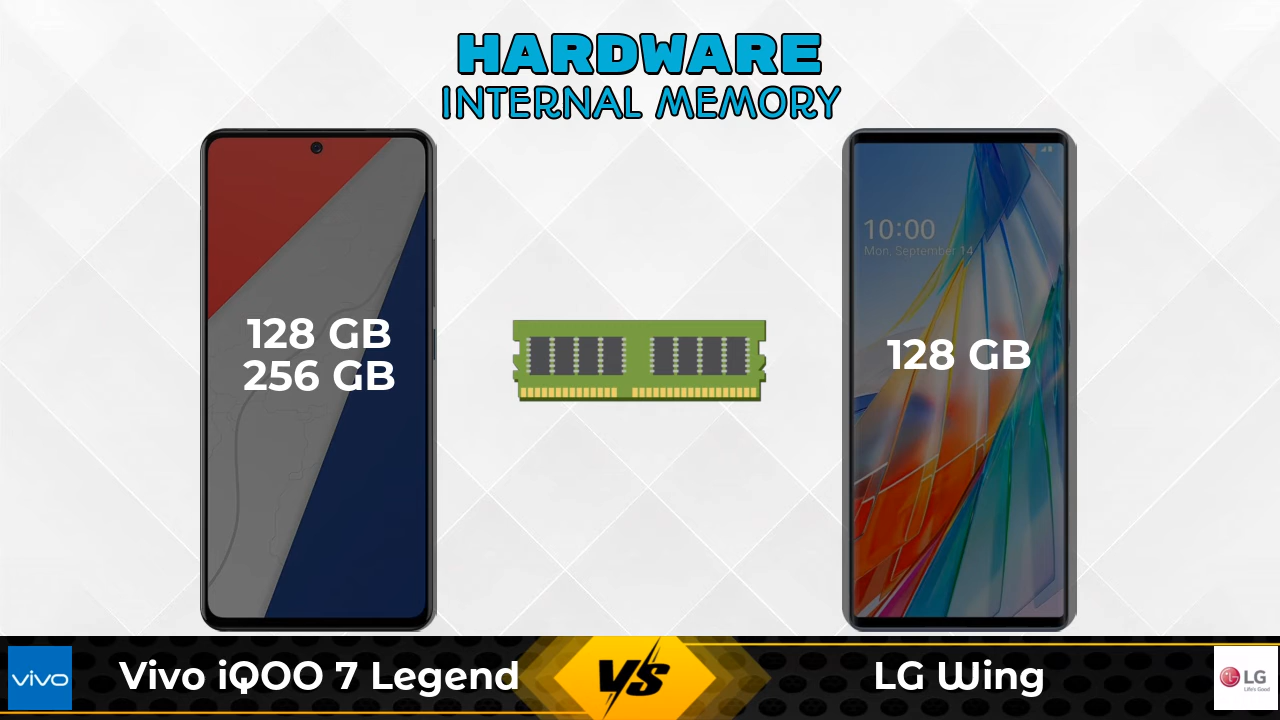 HARDWARE
INTERNAL MEMORY
128 GB
256 GB
10:00
Mon, September 14
128 GB
vivo
Vivo iQOO 7 Legend
VS
LG Wing
LG
Life's Good